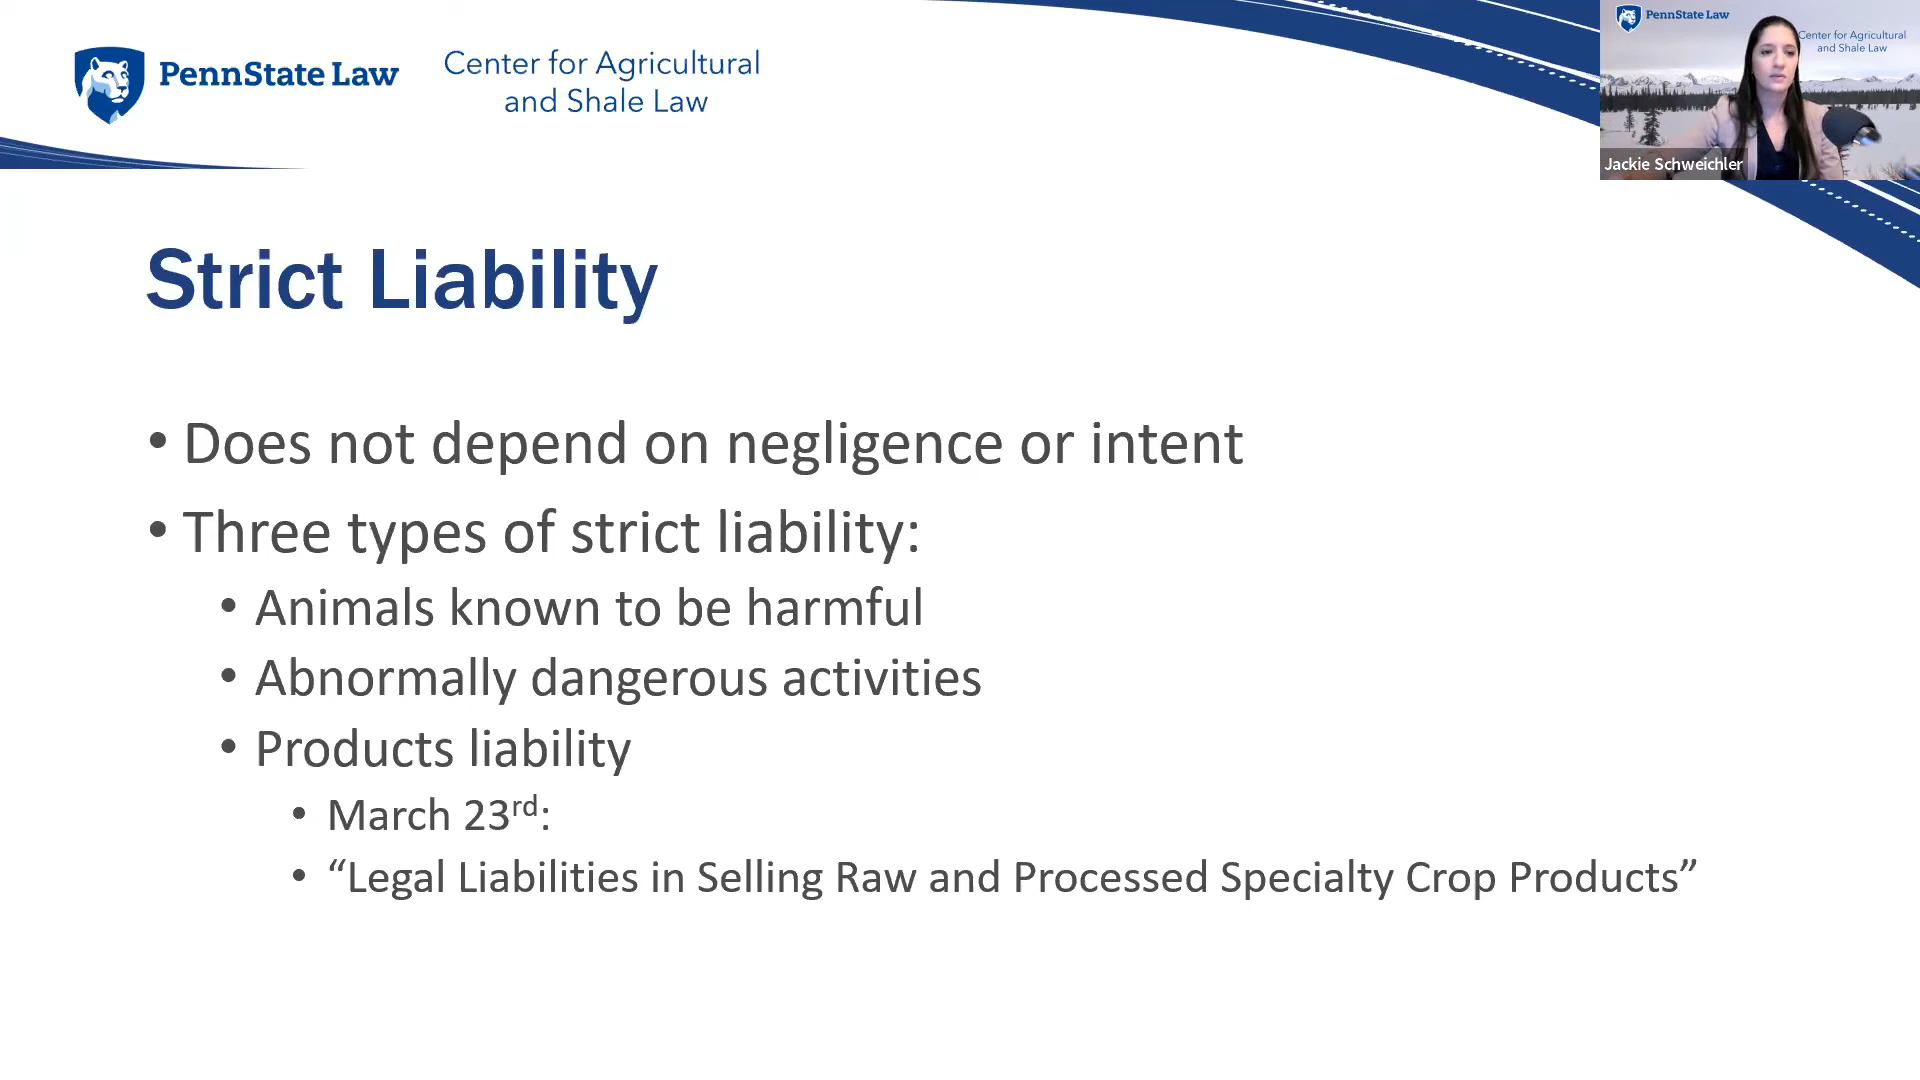 PennState Law
Center for Agricultural
and Shale Law
PennState Law
Center for Agricultural
and Shale Law
Jackie Schweichler
Strict Liability
• Does not depend on negligence or intent
• Three types of strict liability:
• Animals known to be harmful
• Abnormally dangerous activities
• Products liability
• March 23rd:
• “Legal Liabilities in Selling Raw and Processed Specialty Crop Products”